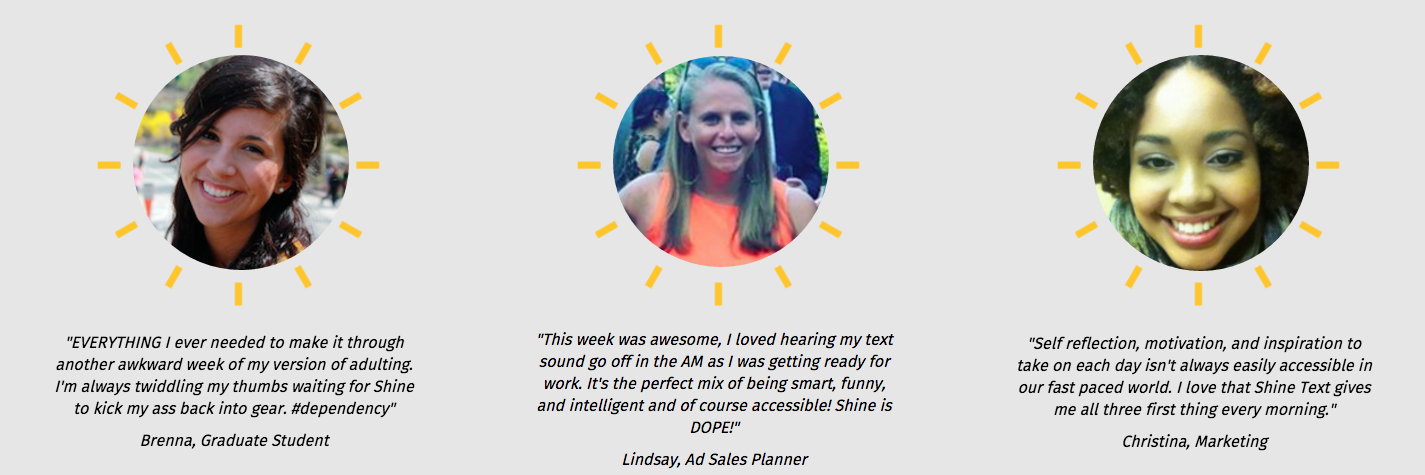 "EVERYTHING I ever needed to make it through
another awkward week of my version of adulting.
I'm always twiddling my thumbs waiting for Shine
to kick my ass back into gear. #dependency"
Brenna, Graduate Student
"This week was awesome, I loved hearing my text
sound go off in the AM as I was getting ready for
work. It's the perfect mix of being smart, funny,
and intelligent and of course accessible! Shine is
DOPE!"
Lindsay, Ad Sales Planner
"Self reflection, motivation, and inspiration to
take on each day isn't always easily accessible in
our fast paced world. I love that Shine Text gives
me all three first thing every morning."
Christina, Marketing